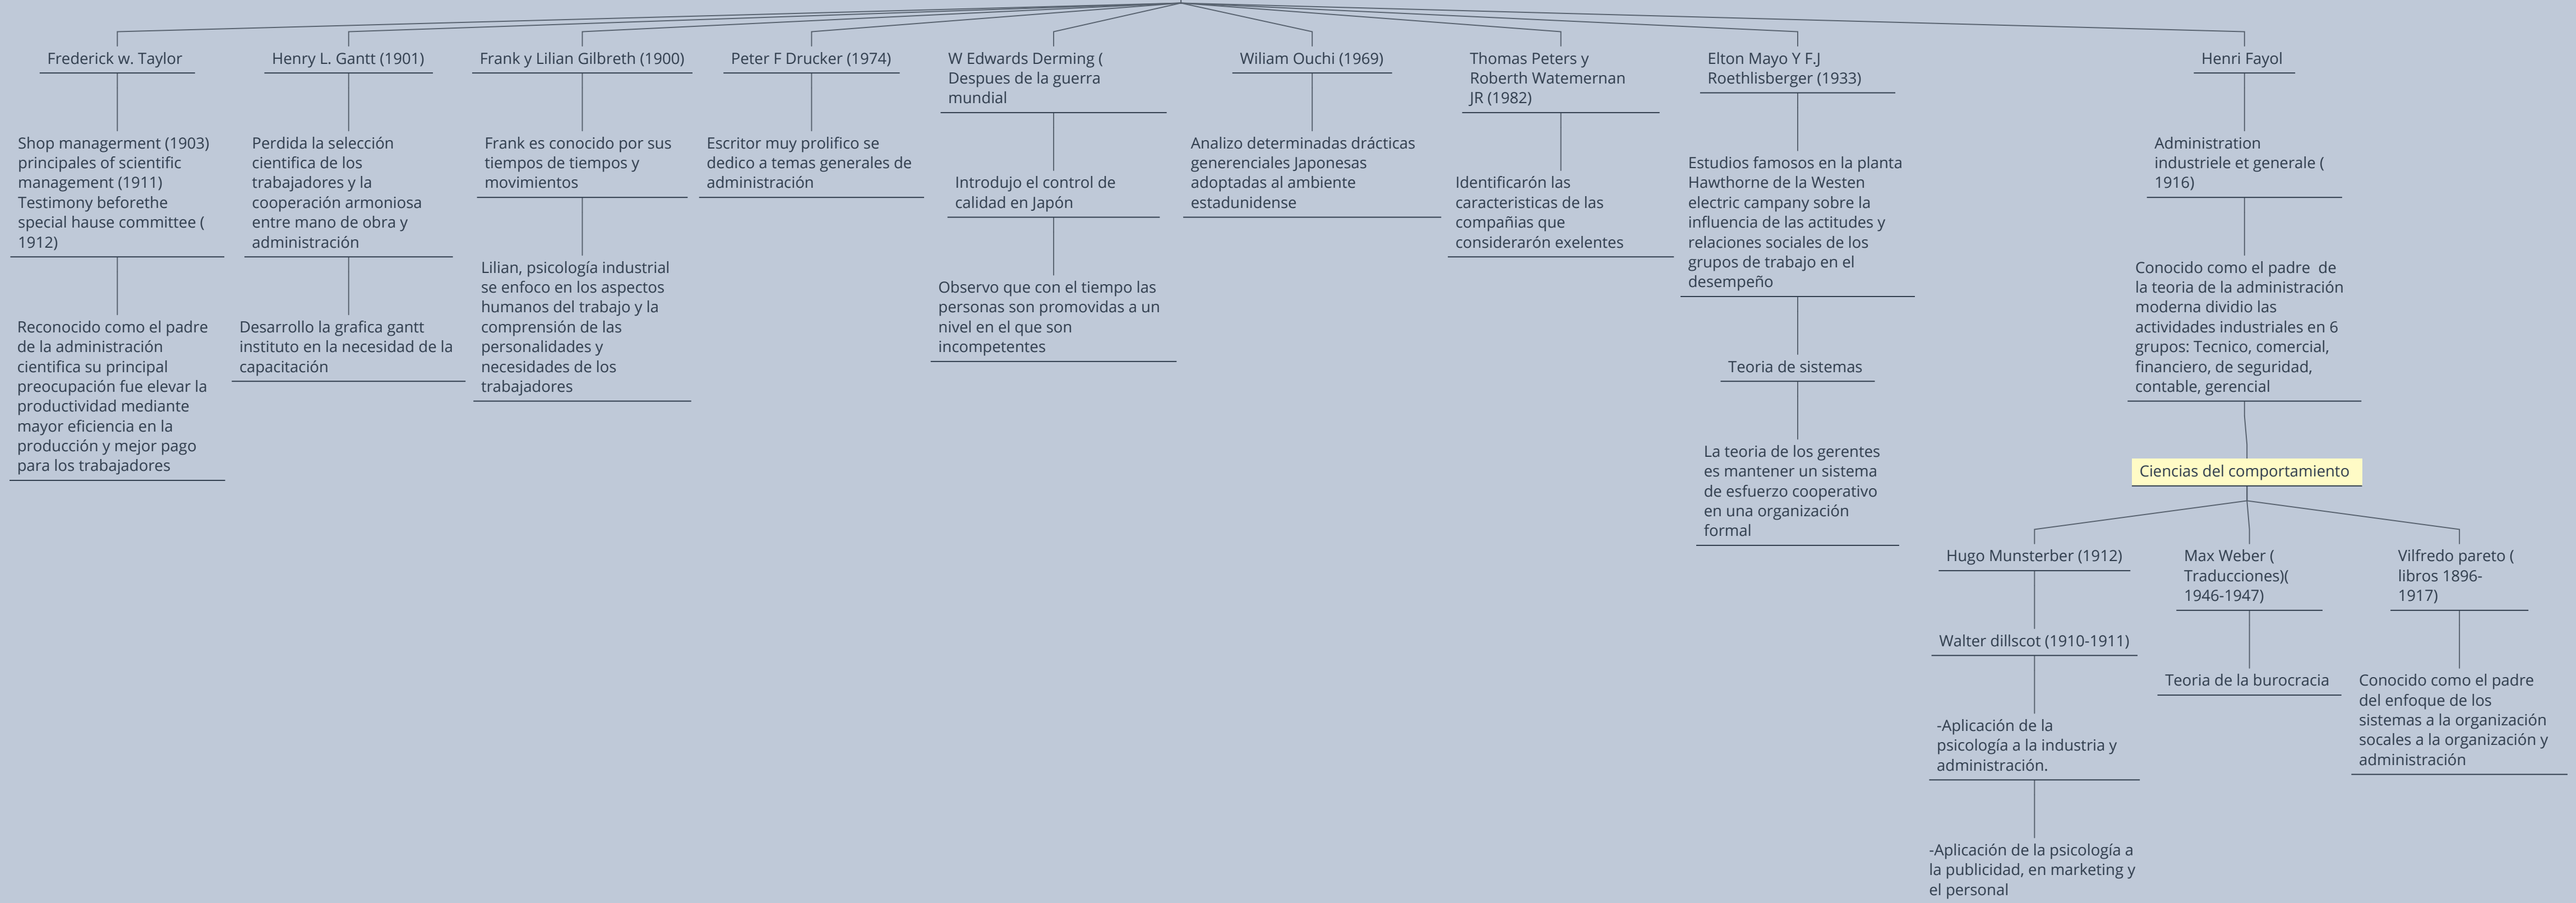 Frederick w. Taylor
Shop managerment (1903)
principales of scientific
management (1911)
Testimony beforethe
special hause committee (
1912)
Reconocido como el padre
de la administración
cientifica su principal
preocupación fue elevar la
productividad mediante
mayor eficiencia en la
producción y mejor pago
para los trabajadores
Henry L. Gantt (1901)
Perdida la selección
cientifica de los
trabajadores y la
cooperación armoniosa
entre mano de obra y
administración
Desarrollo la grafica gantt
instituto en la necesidad de la
capacitación
Frank y Lilian Gilbreth (1900)
Frank es conocido por sus
tiempos de tiempos y
movimientos
Lilian, psicología industrial
se enfoco en los aspectos
humanos del trabajo y la
comprensión de las
personalidades y
necesidades de los
trabajadores
Peter F Drucker (1974)
Escritor muy prolifico se
dedico a temas generales de
administración
W Edwards Derming (
Despues de la guerra
mundial
Introdujo el control de
calidad en Japón
Observo que con el tiempo las
personas son promovidas a un
nivel en el que son
incompetentes
Wiliam Ouchi (1969)
Analizo determinadas drácticas
generenciales Japonesas
adoptadas al ambiente
estadunidense
Thomas Peters y
Roberth Watemernan
JR (1982)
Identificarón las
caracteristicas de las
compañias que
considerarón exelentes
Elton Mayo Y F.J
Roethlisberger (1933)
Estudios famosos en la planta
Hawthorne de la Westen
electric campany sobre la
influencia de las actitudes y
relaciones sociales de los
grupos de trabajo en el
desempeño
Teoria de sistemas
La teoria de los gerentes
es mantener un sistema
de esfuerzo cooperativo
en una organización
formal
Henri Fayol
Administration
industriele et generale (
1916)
Conocido como el padre  de
la teoria de la administración
moderna dividio las
actividades industriales en 6
grupos: Tecnico, comercial,
financiero, de seguridad,
contable, gerencial
Ciencias del comportamiento
Hugo Munsterber (1912)
Walter dillscot (1910-1911)
-Aplicación de la
psicología a la industria y
administración.
-Aplicación de la psicología a
la publicidad, en marketing y
el personal
Max Weber (
Traducciones)(
1946-1947)
Teoria de la burocracia
Vilfredo pareto (
libros 1896-
1917)
Conocido como el padre
del enfoque de los
sistemas a la organización
socales a la organización y
administración